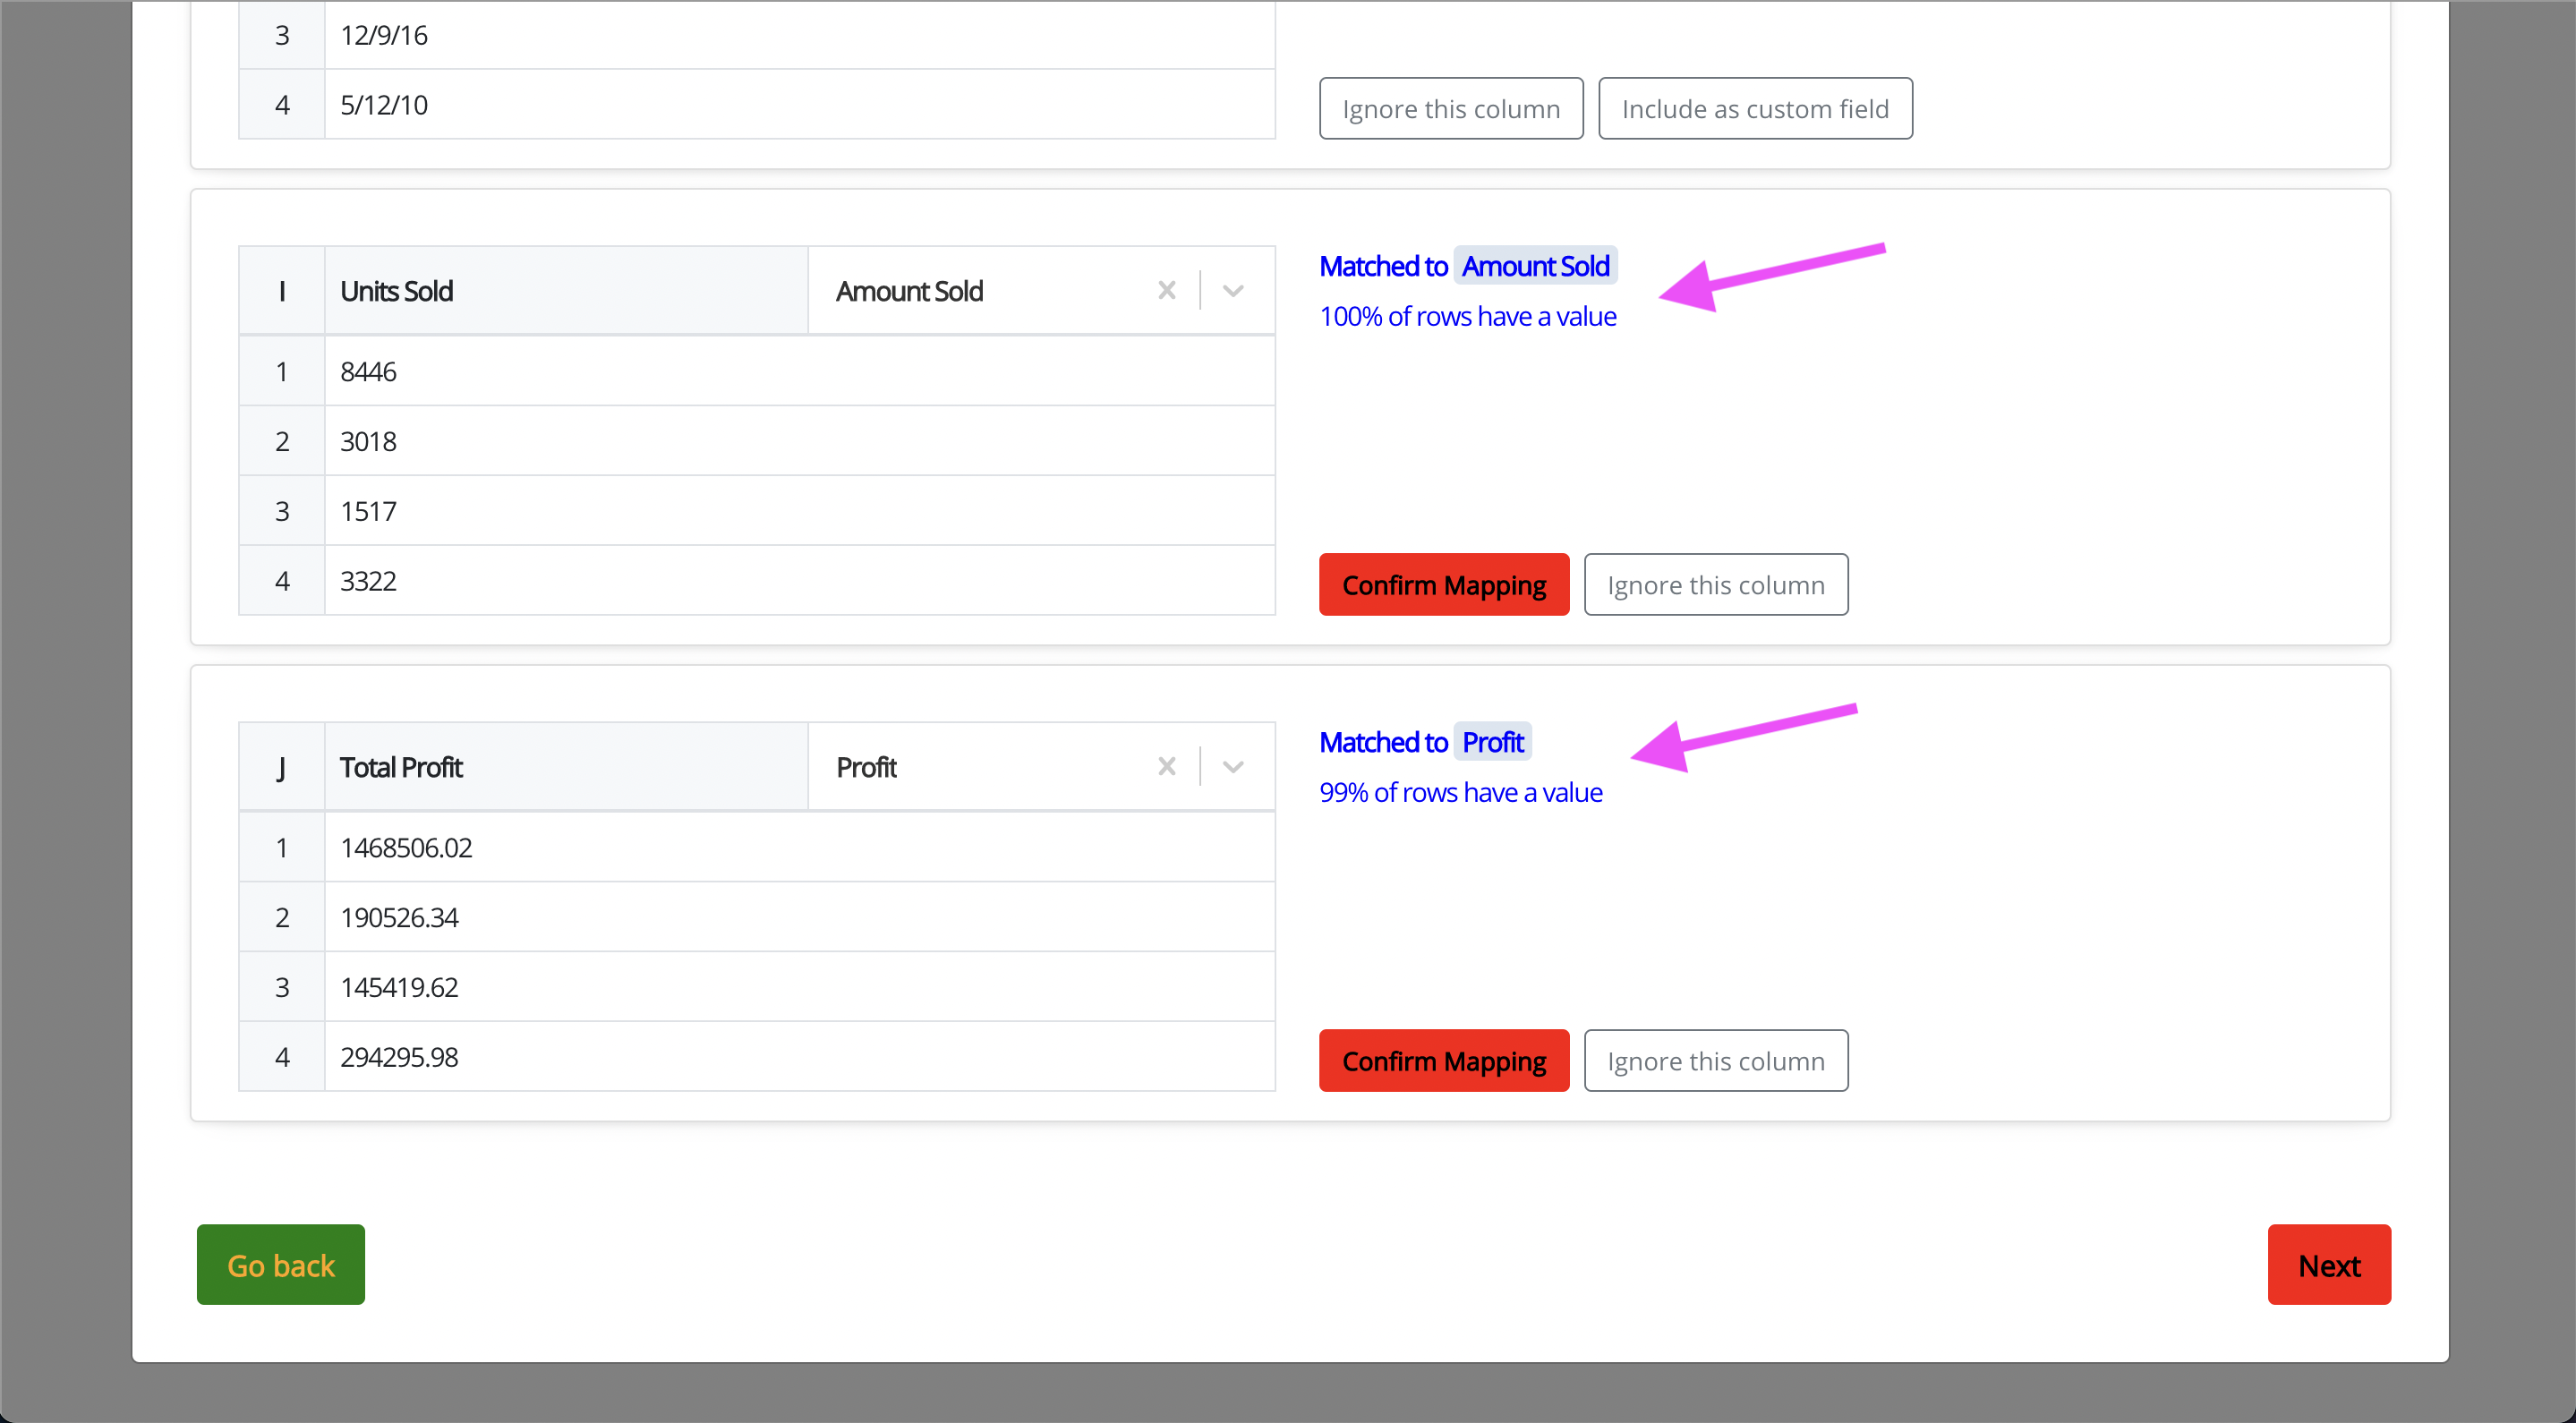 3 12/9/16
4 5/12/10
Ignore this column Include as custom field
I Units Sold Amount Sold
1 8446
2 3018
3 1517
4 3322
Matched to Amount Sold
100% of rows have a value
Confirm Mapping Ignore this column
J Total Profit Profit
1 1468506.02
2 190526.34
3 145419.62
4 294295.98
Matched to Profit
99% of rows have a value
Confirm Mapping Ignore this column
Go back Next